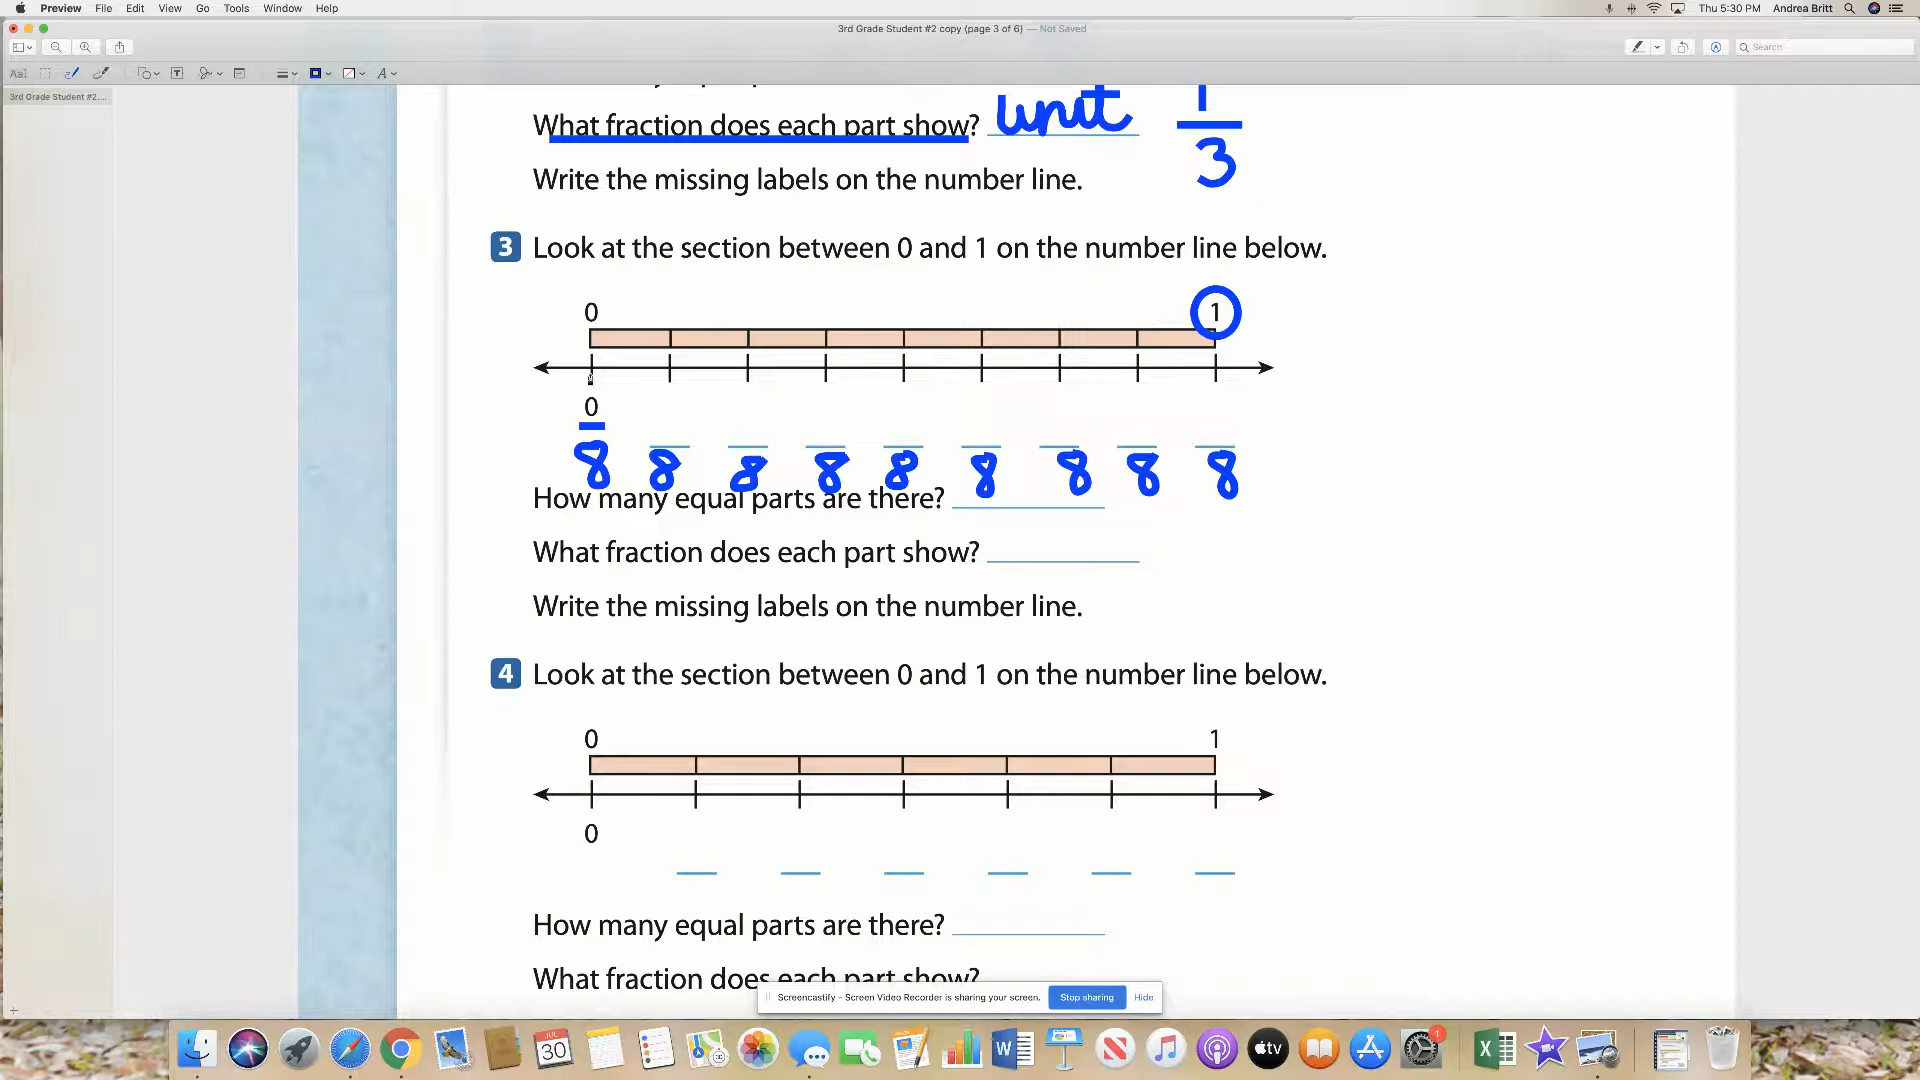 Preview File Edit View Go Tools Window Help Thu 5:30 PM Andrea Britt
3rd Grade Student #2 copy (page 3 of 6) — Not Saved
Search
3rd Grade Student #2....
What fraction does each part show? unit 1/3
Write the missing labels on the number line.
3 Look at the section between 0 and 1 on the number line below.
0 1
0
8 8 8 8 8 8 8 8 8
How many equal parts are there?
What fraction does each part show?
Write the missing labels on the number line.
4 Look at the section between 0 and 1 on the number line below.
0 1
0
How many equal parts are there?
What fraction does each part show?
Screencastify - Screen Video Recorder is sharing your screen. Stop sharing Hide
JUL
30
W
tv
X
1